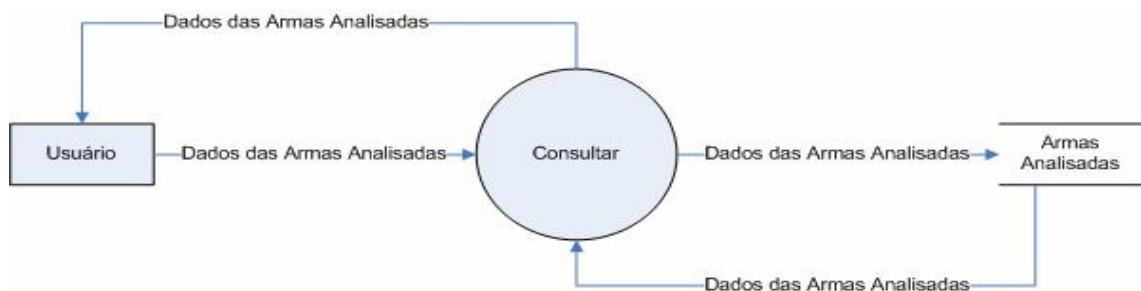 Dados das Armas Analisadas
Usuário
Dados das Armas Analisadas
Consultar
Dados das Armas Analisadas
Armas
Analisadas
Dados das Armas Analisadas